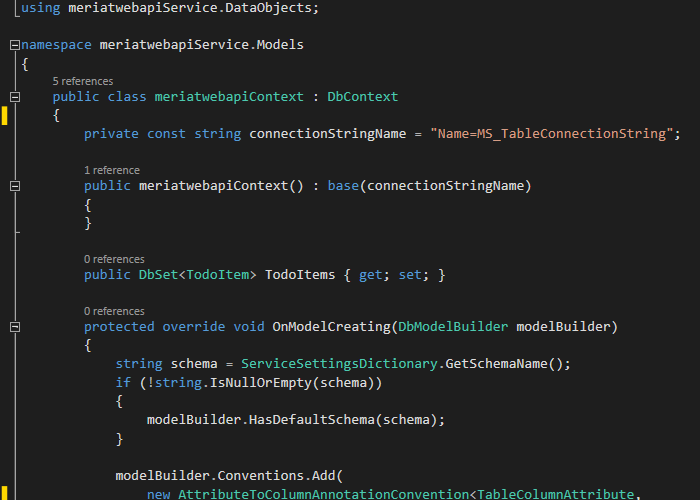 using meriatwebapiService.DataObjects;
namespace meriatwebapiService.Models
{
5 references
public class meriatwebapiContext : DbContext
{
private const string connectionStringName = "Name=MS_TableConnectionString";
1 reference
public meriatwebapiContext() : base(connectionStringName)
{
}
0 references
public DbSet<TodoItem> TodoItems { get; set; }
0 references
protected override void OnModelCreating(DbModelBuilder modelBuilder)
{
string schema = ServiceSettingsDictionary.GetSchemaName();
if (!string.IsNullOrEmpty(schema))
{
modelBuilder.HasDefaultSchema(schema);
}
modelBuilder.Conventions.Add(
new AttributeToColumnAnnotationConvention<TableColumnAttribute,